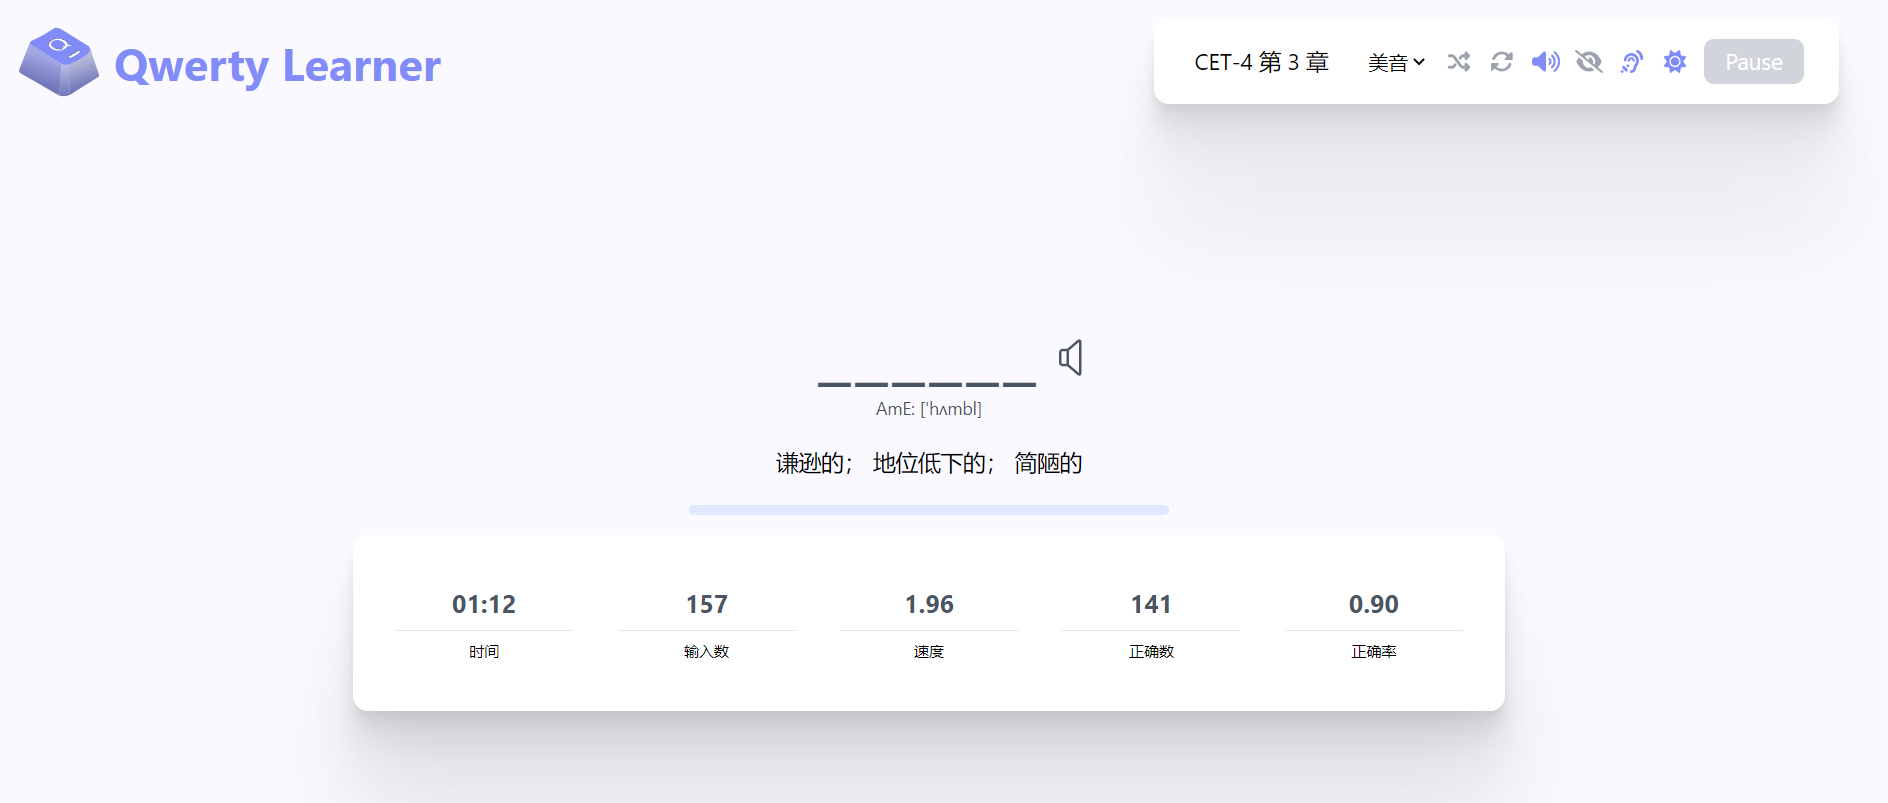 Qwerty Learner
CET-4 第 3 章 美音 Pause
______
AmE: [ˈhʌmbl]
谦逊的； 地位低下的； 简陋的
01:12 157 1.96 141 0.90
时间 输入数 速度 正确数 正确率